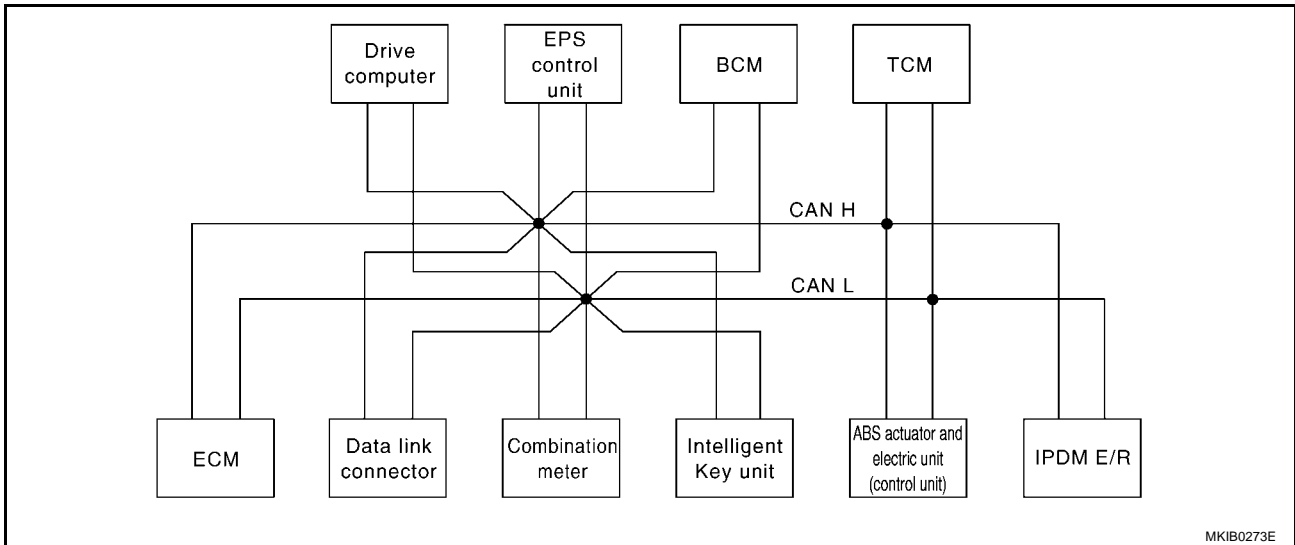 Drive
computer
EPS
control
unit
BCM
TCM
CAN H
CAN L
ECM
Data link
connector
Combination
meter
Intelligent
Key unit
ABS actuator and
electric unit
(control unit)
IPDM E/R
MKIB0273E